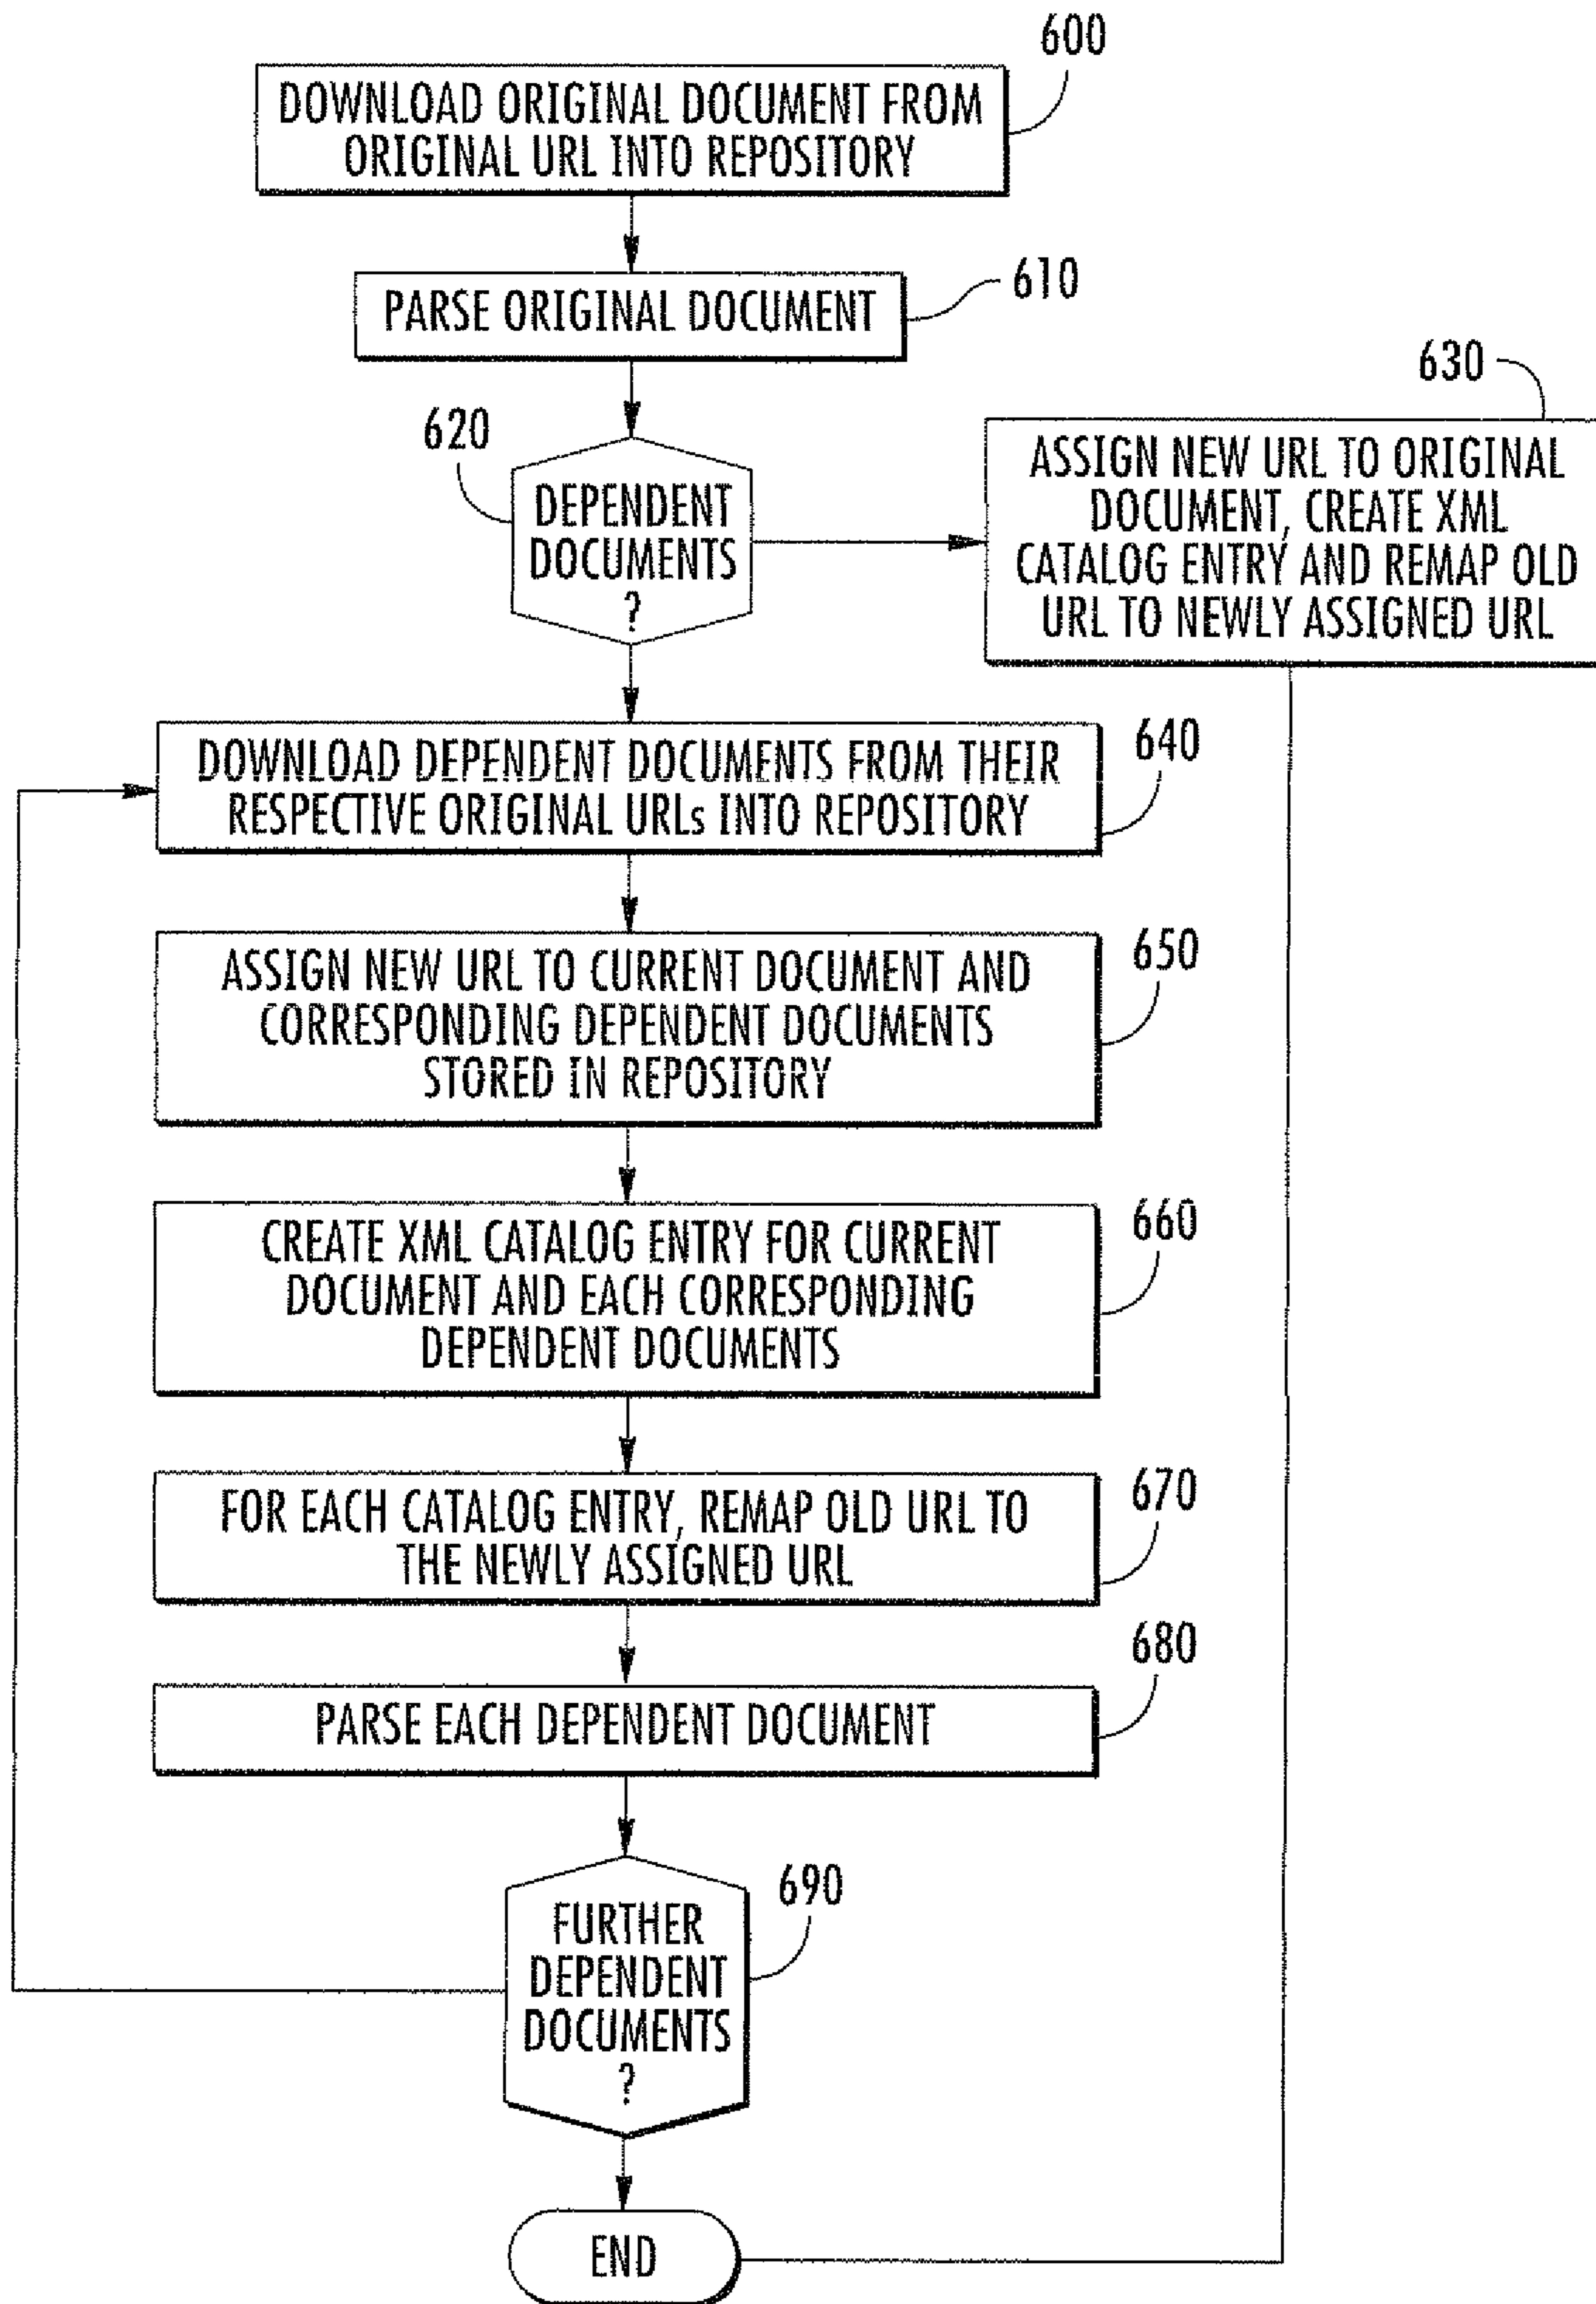 600
DOWNLOAD ORIGINAL DOCUMENT FROM
ORIGINAL URL INTO REPOSITORY
610
PARSE ORIGINAL DOCUMENT
620
DEPENDENT
DOCUMENTS
?
630
ASSIGN NEW URL TO ORIGINAL
DOCUMENT, CREATE XML
CATALOG ENTRY AND REMAP OLD
URL TO NEWLY ASSIGNED URL
640
DOWNLOAD DEPENDENT DOCUMENTS FROM THEIR
RESPECTIVE ORIGINAL URLs INTO REPOSITORY
650
ASSIGN NEW URL TO CURRENT DOCUMENT AND
CORRESPONDING DEPENDENT DOCUMENTS
STORED IN REPOSITORY
660
CREATE XML CATALOG ENTRY FOR CURRENT
DOCUMENT AND EACH CORRESPONDING
DEPENDENT DOCUMENTS
670
FOR EACH CATALOG ENTRY, REMAP OLD URL TO
THE NEWLY ASSIGNED URL
680
PARSE EACH DEPENDENT DOCUMENT
690
FURTHER
DEPENDENT
DOCUMENTS
?
END